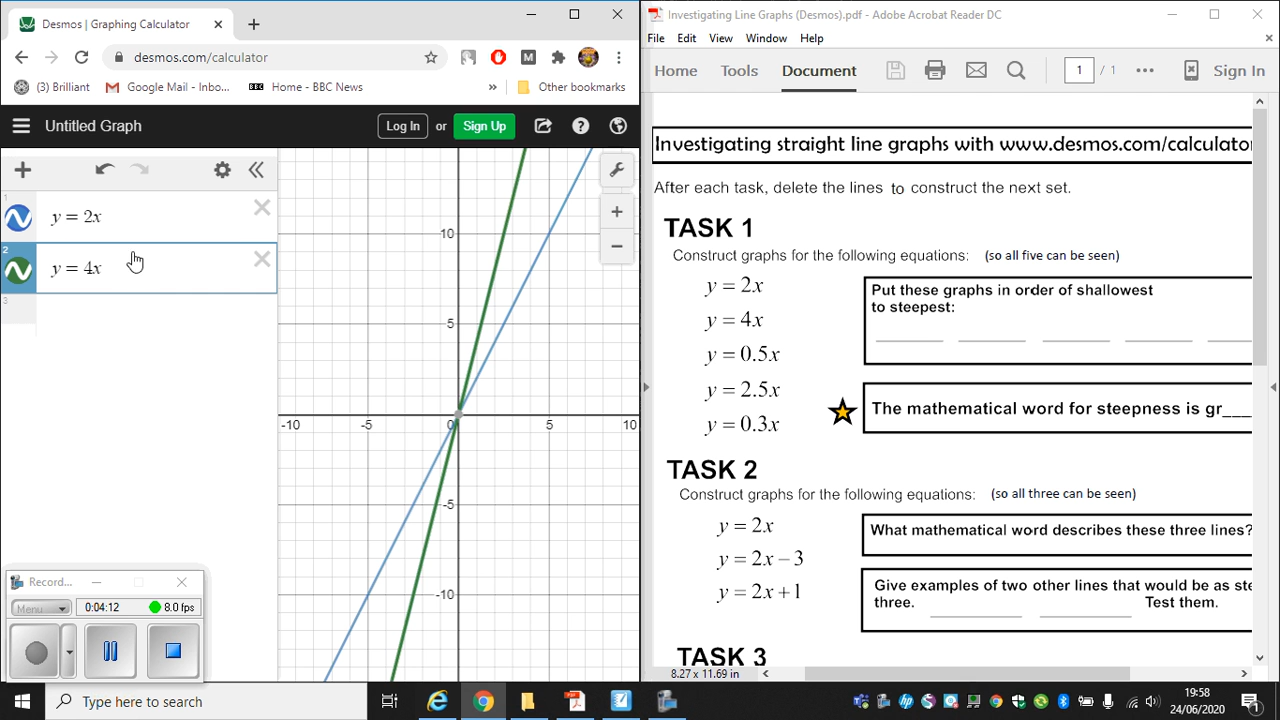 Desmos | Graphing Calculator
desmos.com/calculator
M
(3) Brilliant
Google Mail - Inbo...
BBC
Home - BBC News
»
Other bookmarks
Untitled Graph
Log In
or
Sign Up
1
y = 2x
2
y = 4x
3
10
5
-10
-5
0
5
10
-5
-10
Record...
Menu
0:04:12
8.0 fps
Type here to search
Investigating Line Graphs (Desmos).pdf - Adobe Acrobat Reader DC
File Edit View Window Help
Home Tools Document 1 / 1 Sign In
Investigating straight line graphs with www.desmos.com/calculator
After each task, delete the lines to construct the next set.
TASK 1
Construct graphs for the following equations: (so all five can be seen)
y = 2x
y = 4x
y = 0.5x
y = 2.5x
y = 0.3x
Put these graphs in order of shallowest
to steepest:
The mathematical word for steepness is gr____
TASK 2
Construct graphs for the following equations: (so all three can be seen)
y = 2x
y = 2x − 3
y = 2x + 1
What mathematical word describes these three lines?
Give examples of two other lines that would be as ste
three. Test them.
TASK 3
8.27 x 11.69 in
19:58
24/06/2020
1